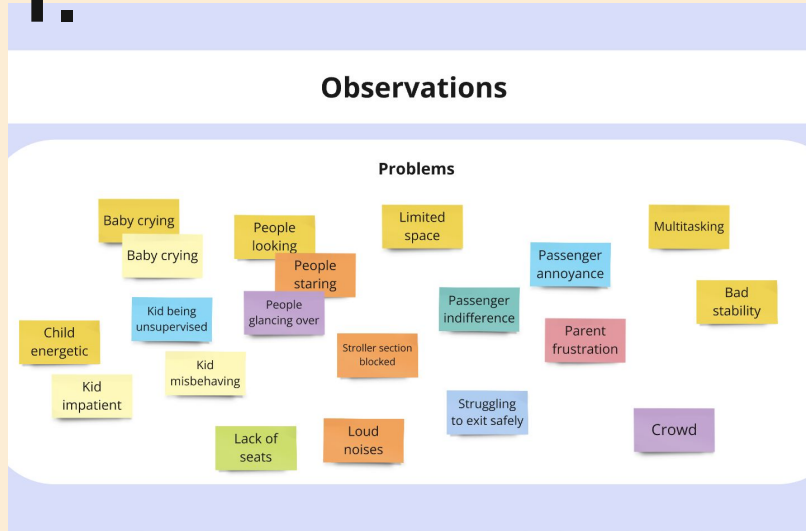 Observations
Problems
Baby crying
Baby crying
People
looking
People
staring
People
glancing over
Limited
space
Passenger
annoyance
Multitasking
Bad
stability
Passenger
indifference
Parent
frustration
Kid being
unsupervised
Child
energetic
Kid
impatient
Kid
misbehaving
Stroller section
blocked
Struggling
to exit safely
Lack of
seats
Loud
noises
Crowd